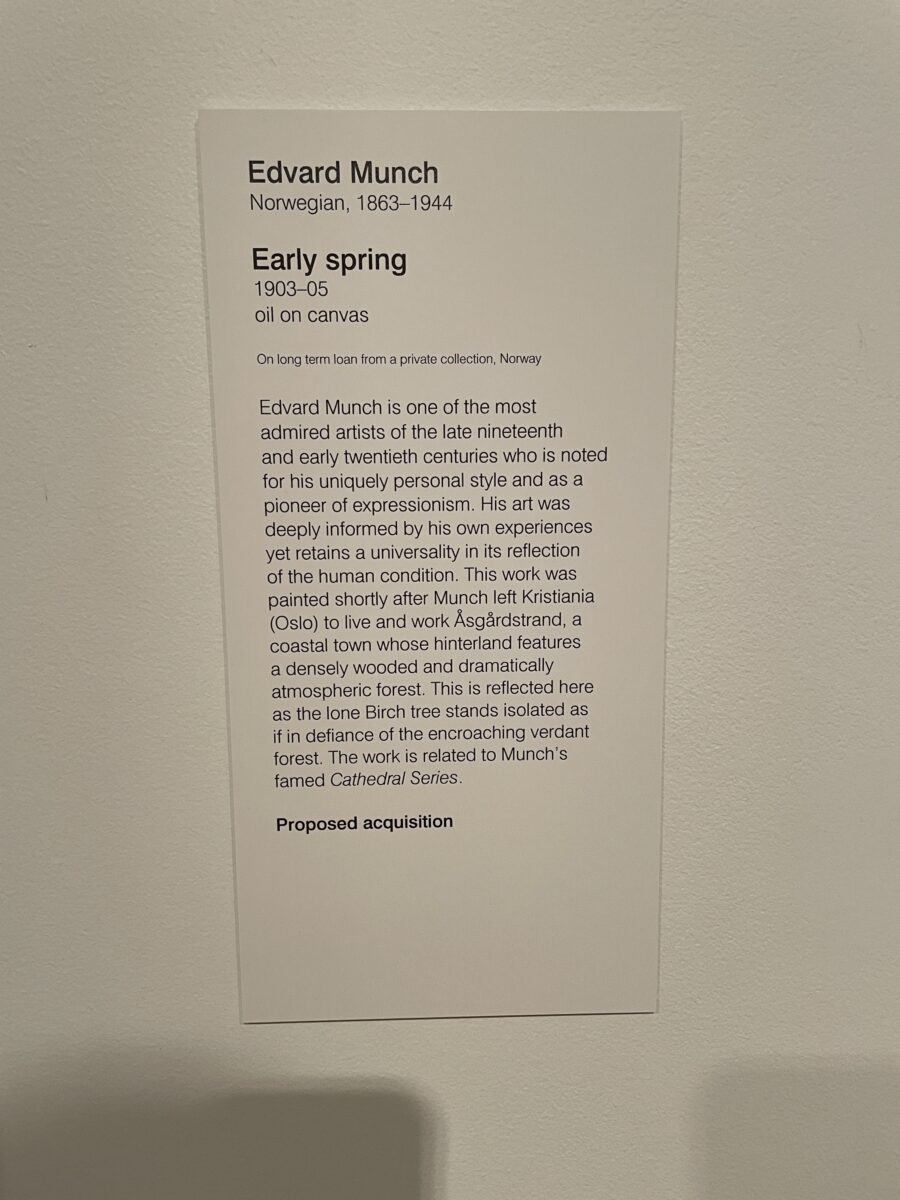 Edvard Munch
Norwegian, 1863–1944
Early spring
1903–05
oil on canvas
On long term loan from a private collection, Norway
Edvard Munch is one of the most
admired artists of the late nineteenth
and early twentieth centuries who is noted
for his uniquely personal style and as a
pioneer of expressionism. His art was
deeply informed by his own experiences
yet retains a universality in its reflection
of the human condition. This work was
painted shortly after Munch left Kristiania
(Oslo) to live and work Åsgårdstrand, a
coastal town whose hinterland features
a densely wooded and dramatically
atmospheric forest. This is reflected here
as the lone Birch tree stands isolated as
if in defiance of the encroaching verdant
forest. The work is related to Munch's
famed Cathedral Series.
Proposed acquisition